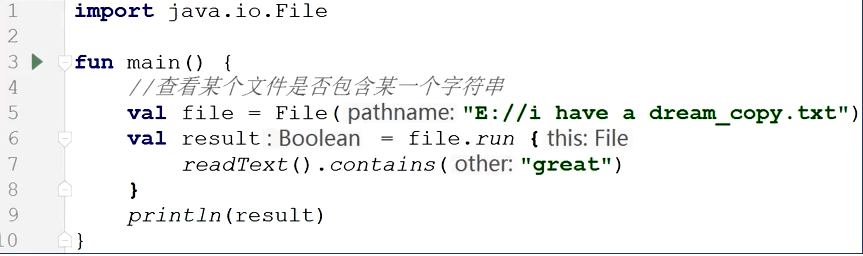 1 import java.io.File
2
3 fun main() {
4 //查看某个文件是否包含某一个字符串
5 val file = File( pathname: "E://i have a dream_copy.txt")
6 val result : Boolean = file.run { this: File
7 readText().contains( other: "great")
8 }
9 println(result)
10 }